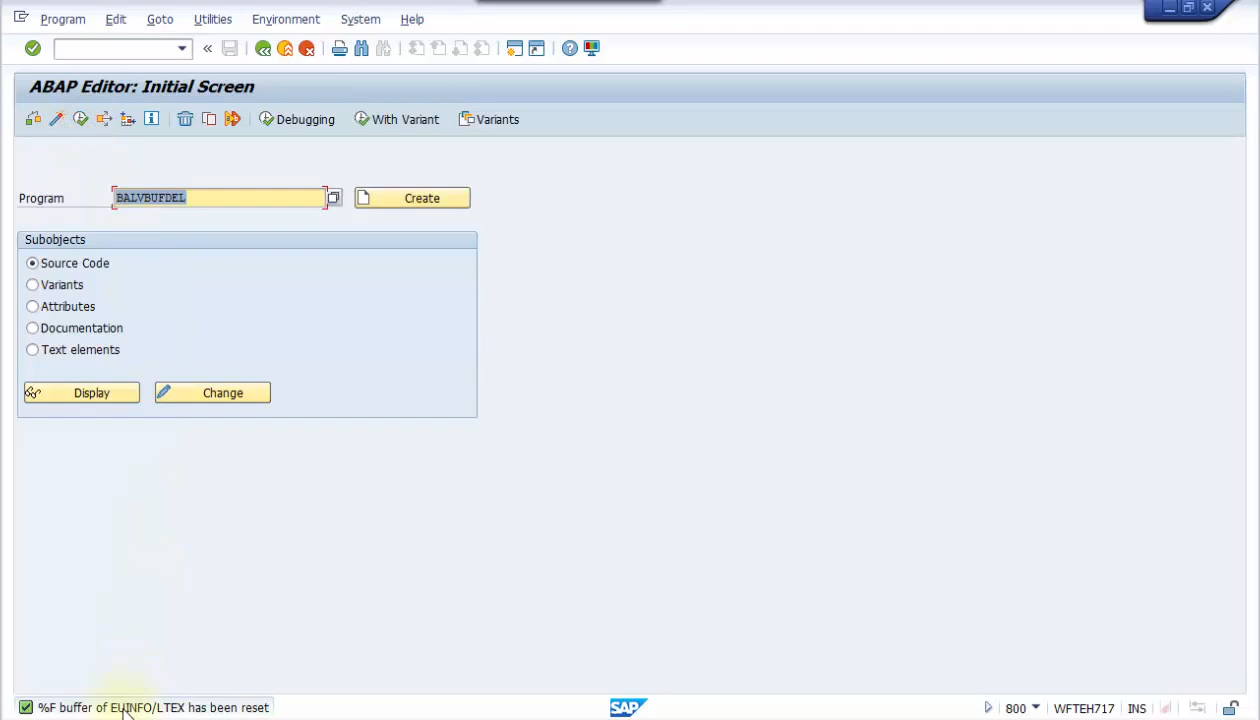 Program Edit Goto Utilities Environment System Help
ABAP Editor: Initial Screen
Debugging With Variant Variants
Program BALVBUFDEL Create
Subobjects
Source Code
Variants
Attributes
Documentation
Text elements
Display Change
%F buffer of EUINFO/LTEX has been reset SAP 800 WFTEH717 INS